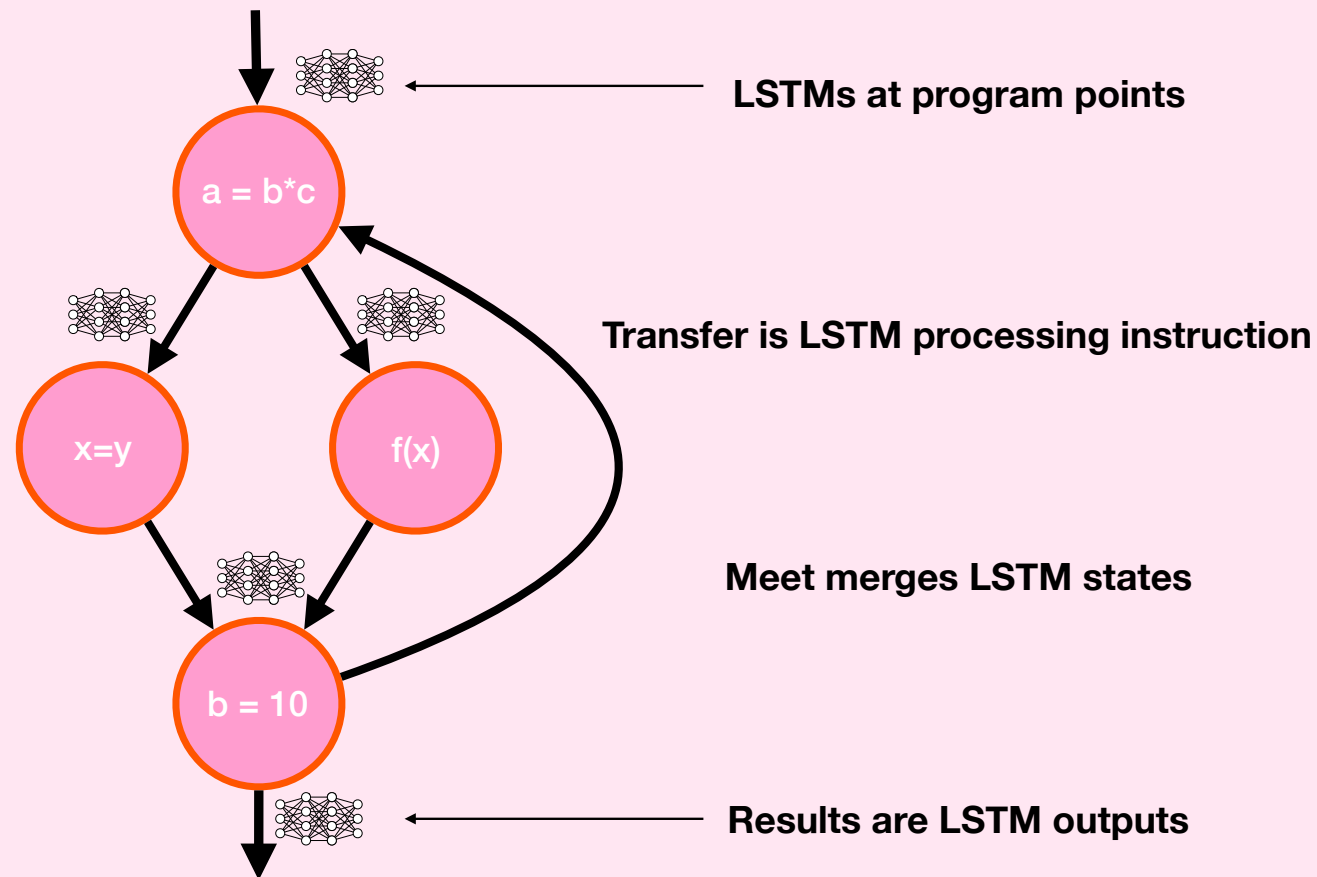 LSTMs at program points
a = b*c
Transfer is LSTM processing instruction
x=y
f(x)
Meet merges LSTM states
b = 10
Results are LSTM outputs